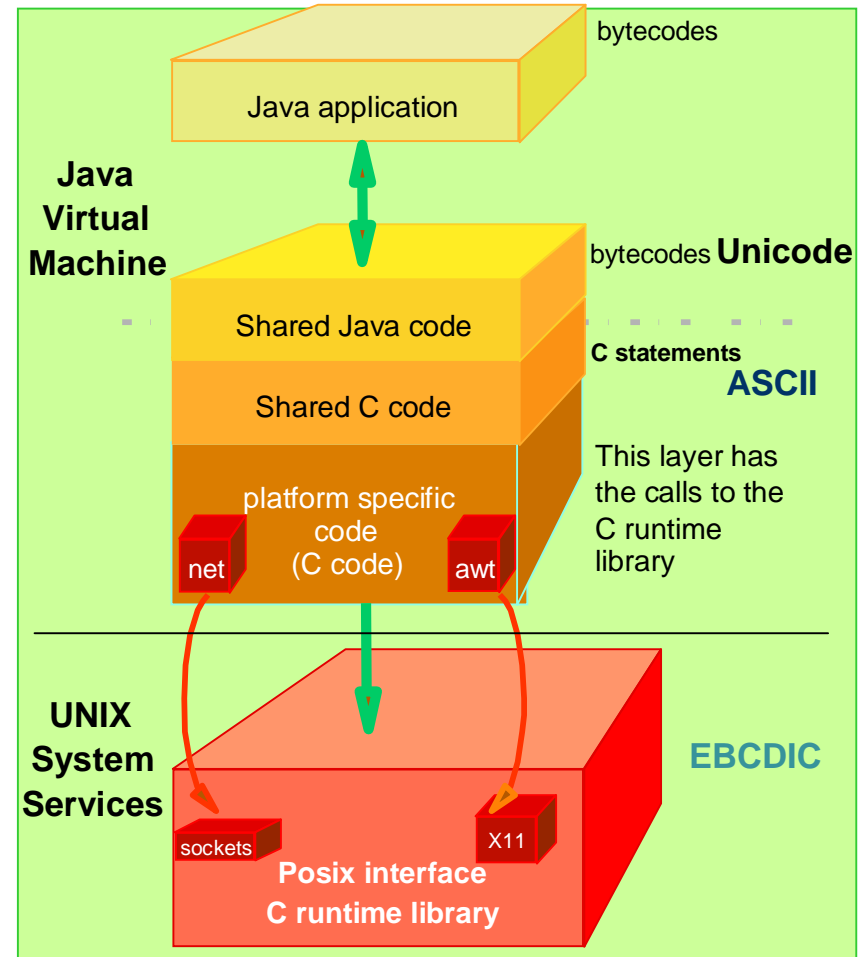 bytecodes
Java application
Java
Virtual
Machine
bytecodes Unicode
Shared Java code
C statements
ASCII
Shared C code
This layer has
the calls to the
C runtime
library
platform specific
code
(C code)
net
awt
UNIX
System
Services
EBCDIC
sockets
X11
Posix interface
C runtime library